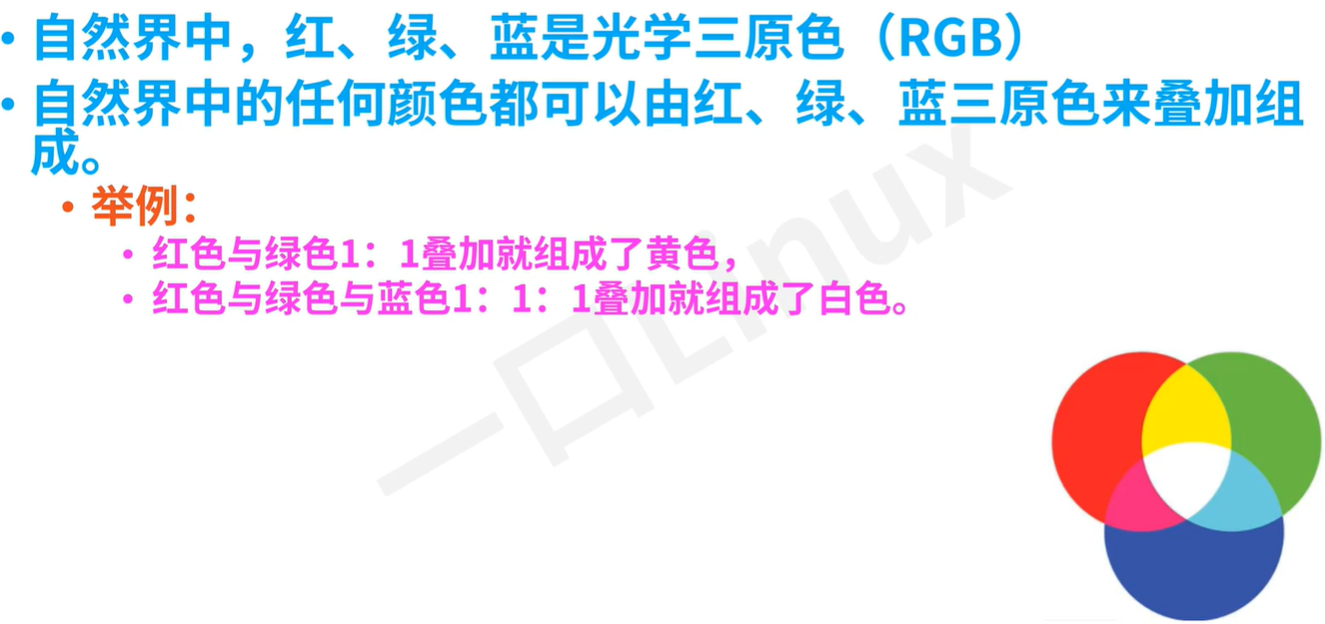 • 自然界中，红、绿、蓝是光学三原色（RGB）
• 自然界中的任何颜色都可以由红、绿、蓝三原色来叠加组
成。
• 举例：
• 红色与绿色1：1叠加就组成了黄色，
• 红色与绿色与蓝色1：1：1叠加就组成了白色。
一口Linux